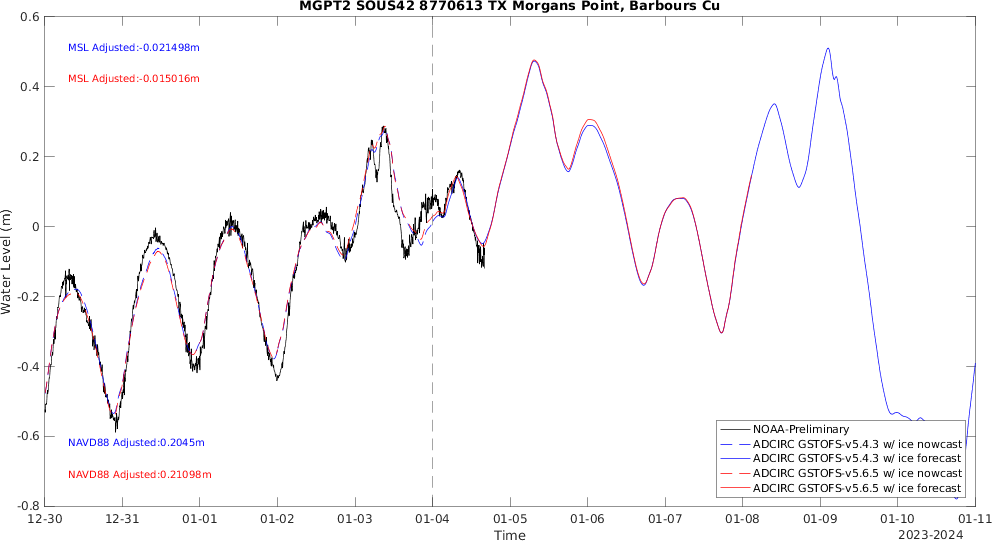 MGPT2 SOUS42 8770613 TX Morgans Point, Barbours Cu
MSL Adjusted:-0.021498m
MSL Adjusted:-0.015016m
NAVD88 Adjusted:0.2045m
NAVD88 Adjusted:0.21098m
Water Level (m)
0.6
0.4
0.2
0
-0.2
-0.4
-0.6
-0.8
NOAA-Preliminary
ADCIRC GSTOFS-v5.4.3 w/ ice nowcast
ADCIRC GSTOFS-v5.4.3 w/ ice forecast
ADCIRC GSTOFS-v5.6.5 w/ ice nowcast
ADCIRC GSTOFS-v5.6.5 w/ ice forecast
12-30 12-31 01-01 01-02 01-03 01-04 01-05 01-06 01-07 01-08 01-09 01-10 01-11
Time
2023-2024